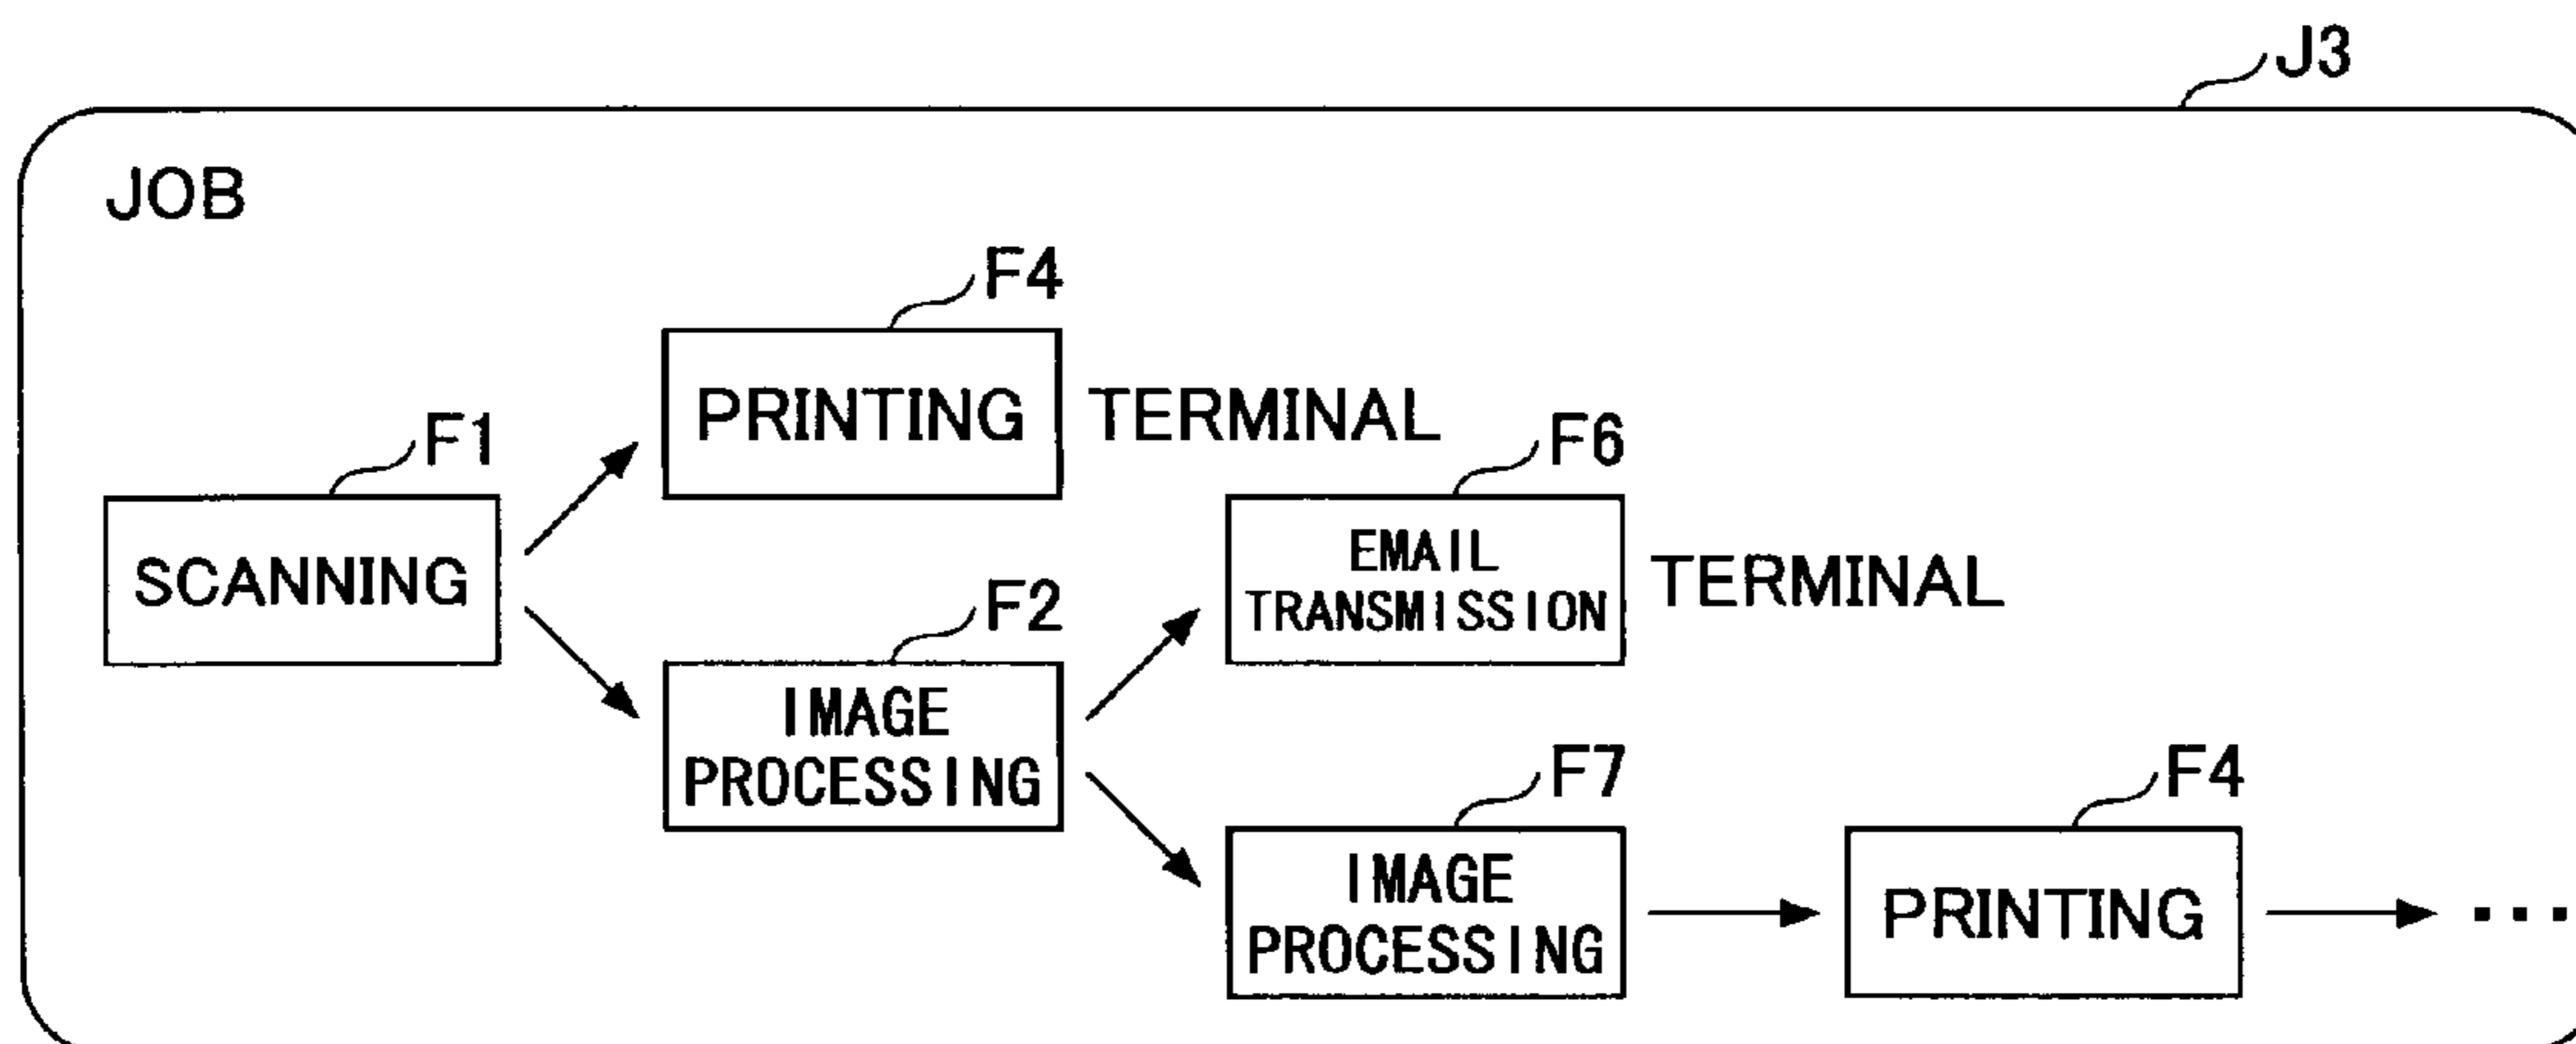 J3
JOB
F4
PRINTING TERMINAL
F1
SCANNING
F6
EMAIL
TRANSMISSION
TERMINAL
F2
IMAGE
PROCESSING
F7
IMAGE
PROCESSING
F4
PRINTING
...